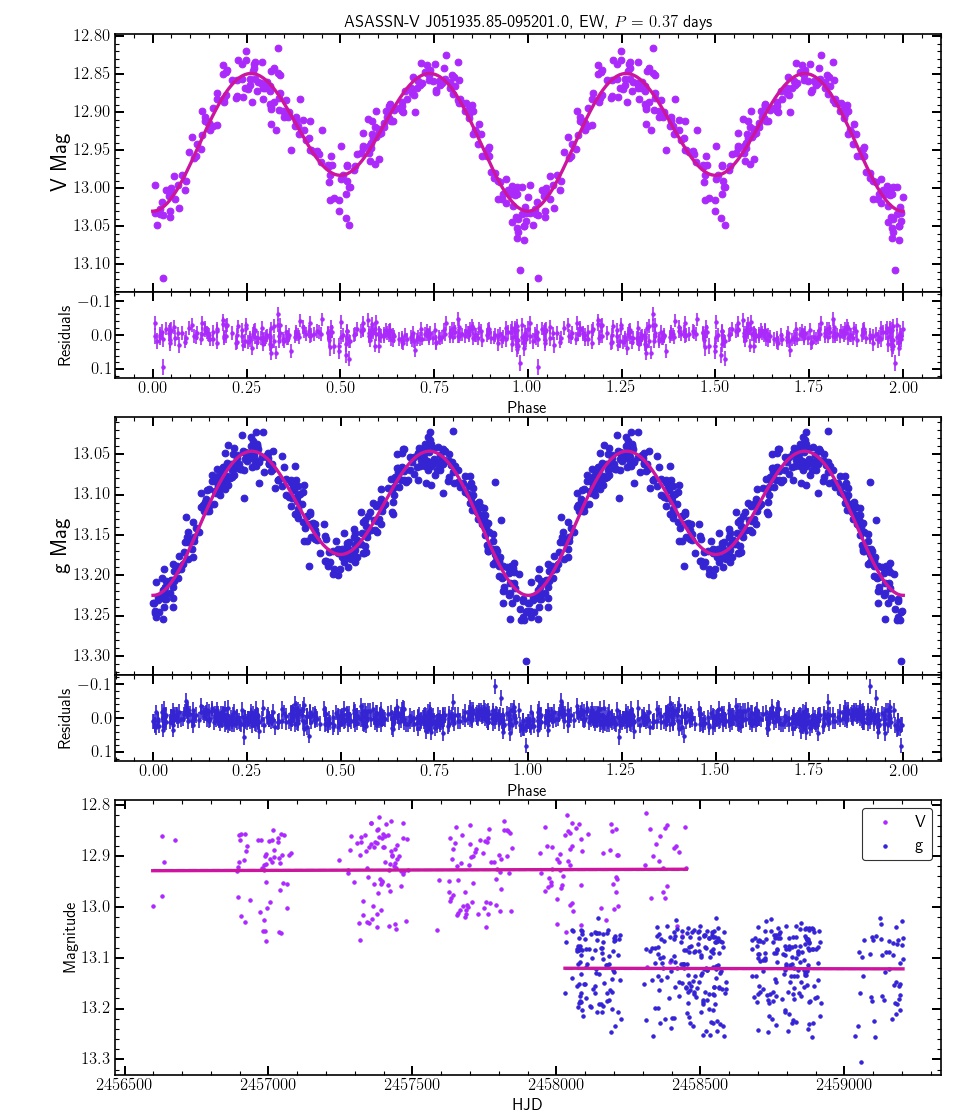 ASASSN-V J051935.85-095201.0, EW, P = 0.37 days
12.80
12.85
12.90
12.95
13.00
13.05
13.10
V Mag
−0.1
0.0
0.1
Residuals
0.00 0.25 0.50 0.75 1.00 1.25 1.50 1.75 2.00
Phase
13.05
13.10
13.15
13.20
13.25
13.30
g Mag
−0.1
0.0
0.1
Residuals
0.00 0.25 0.50 0.75 1.00 1.25 1.50 1.75 2.00
Phase
12.8
12.9
13.0
13.1
13.2
13.3
Magnitude
V
g
2456500 2457000 2457500 2458000 2458500 2459000
HJD